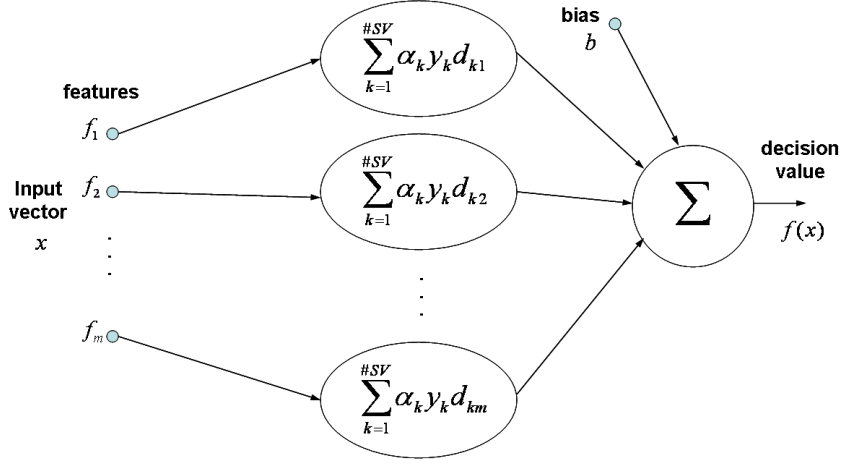 features
f₁
Input
vector
x
f₂
.
.
.
fₘ
#SV
∑ αₖ yₖ dₖ₁
k=1
#SV
∑ αₖ yₖ dₖ₂
k=1
.
.
.
#SV
∑ αₖ yₖ dₖₘ
k=1
bias
b
∑
decision
value
f(x)